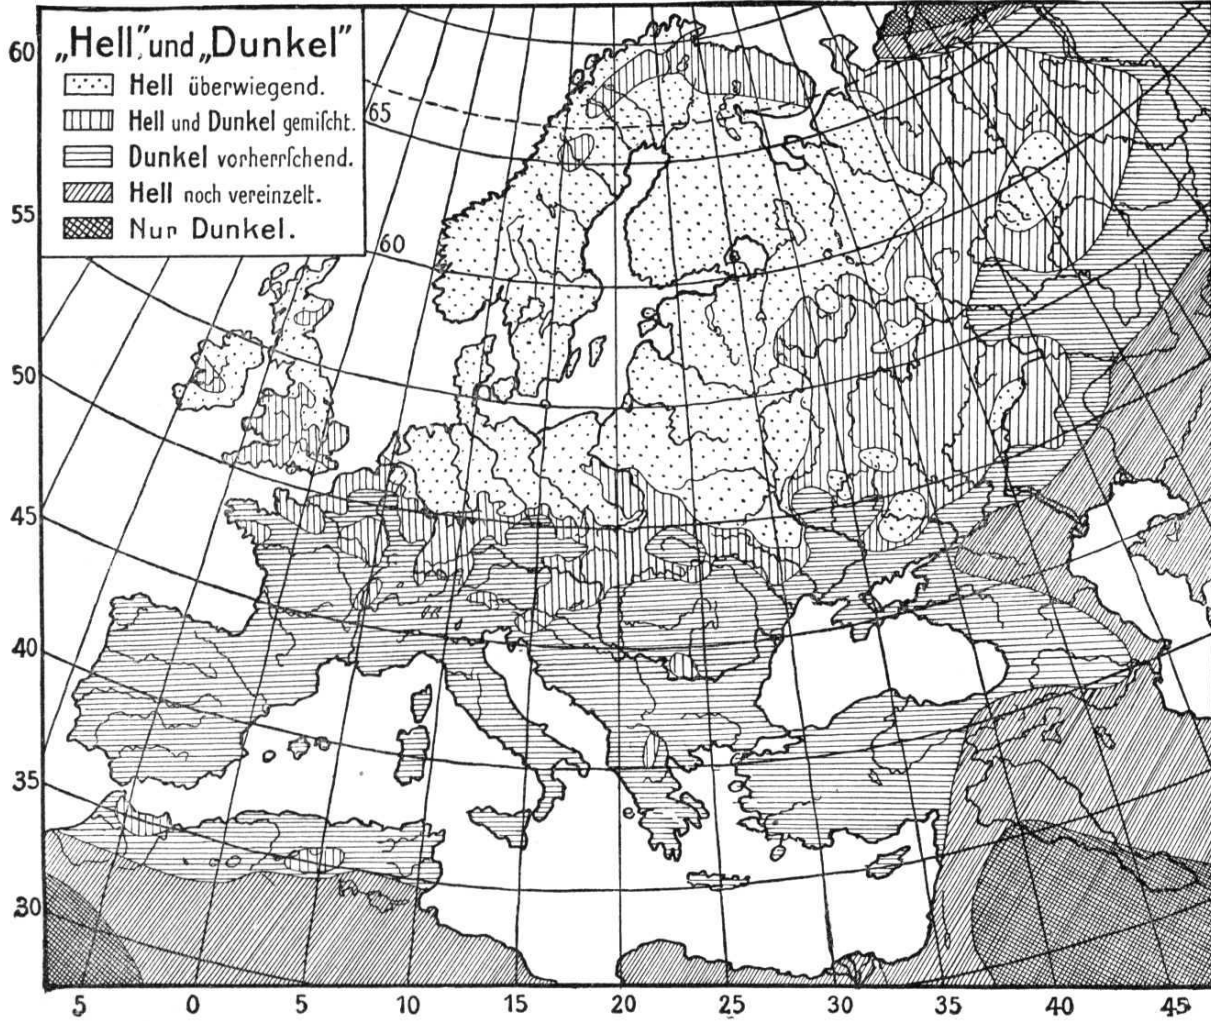 „Hell“ und „Dunkel“
Hell überwiegend.
Hell und Dunkel gemiſcht.
Dunkel vorherrſchend.
Hell noch vereinzelt.
Nur Dunkel.
60
55
50
45
40
35
30
65
60
5 0 5 10 15 20 25 30 35 40 45